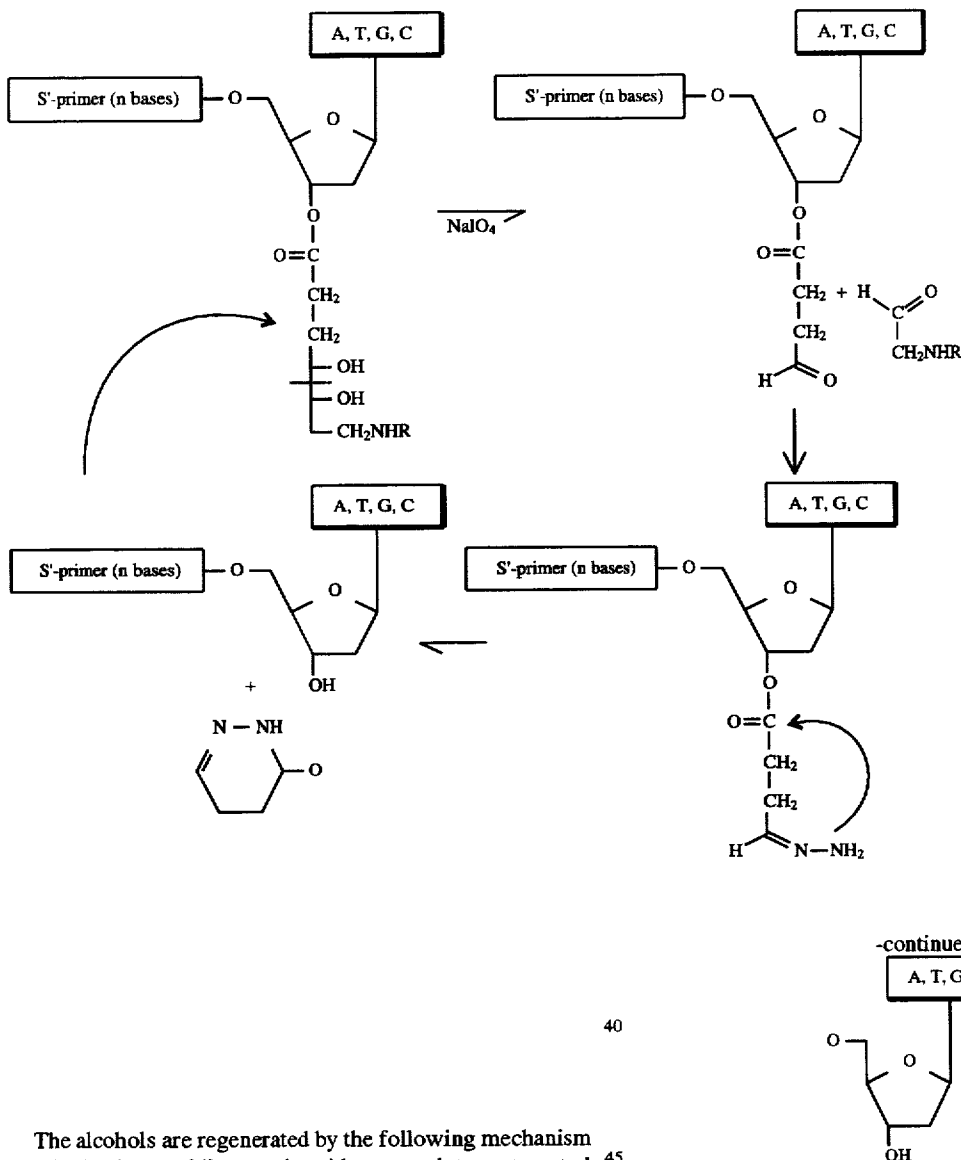 A, T, G, C
S'-primer (n bases)
O
O
O
O=C
CH2
CH2
OH
OH
CH2NHR
NaIO4
A, T, G, C
S'-primer (n bases)
O
O
O
O=C
CH2 + H
O
C
CH2
CH2NHR
H
O
A, T, G, C
S'-primer (n bases)
O
O
OH
+
N
NH
O
A, T, G, C
S'-primer (n bases)
O
O
O
O=C
CH2
CH2
H
N
NH2
-continue
A, T, G
40
O
O
OH
The alcohols are regenerated by the following mechanism
45